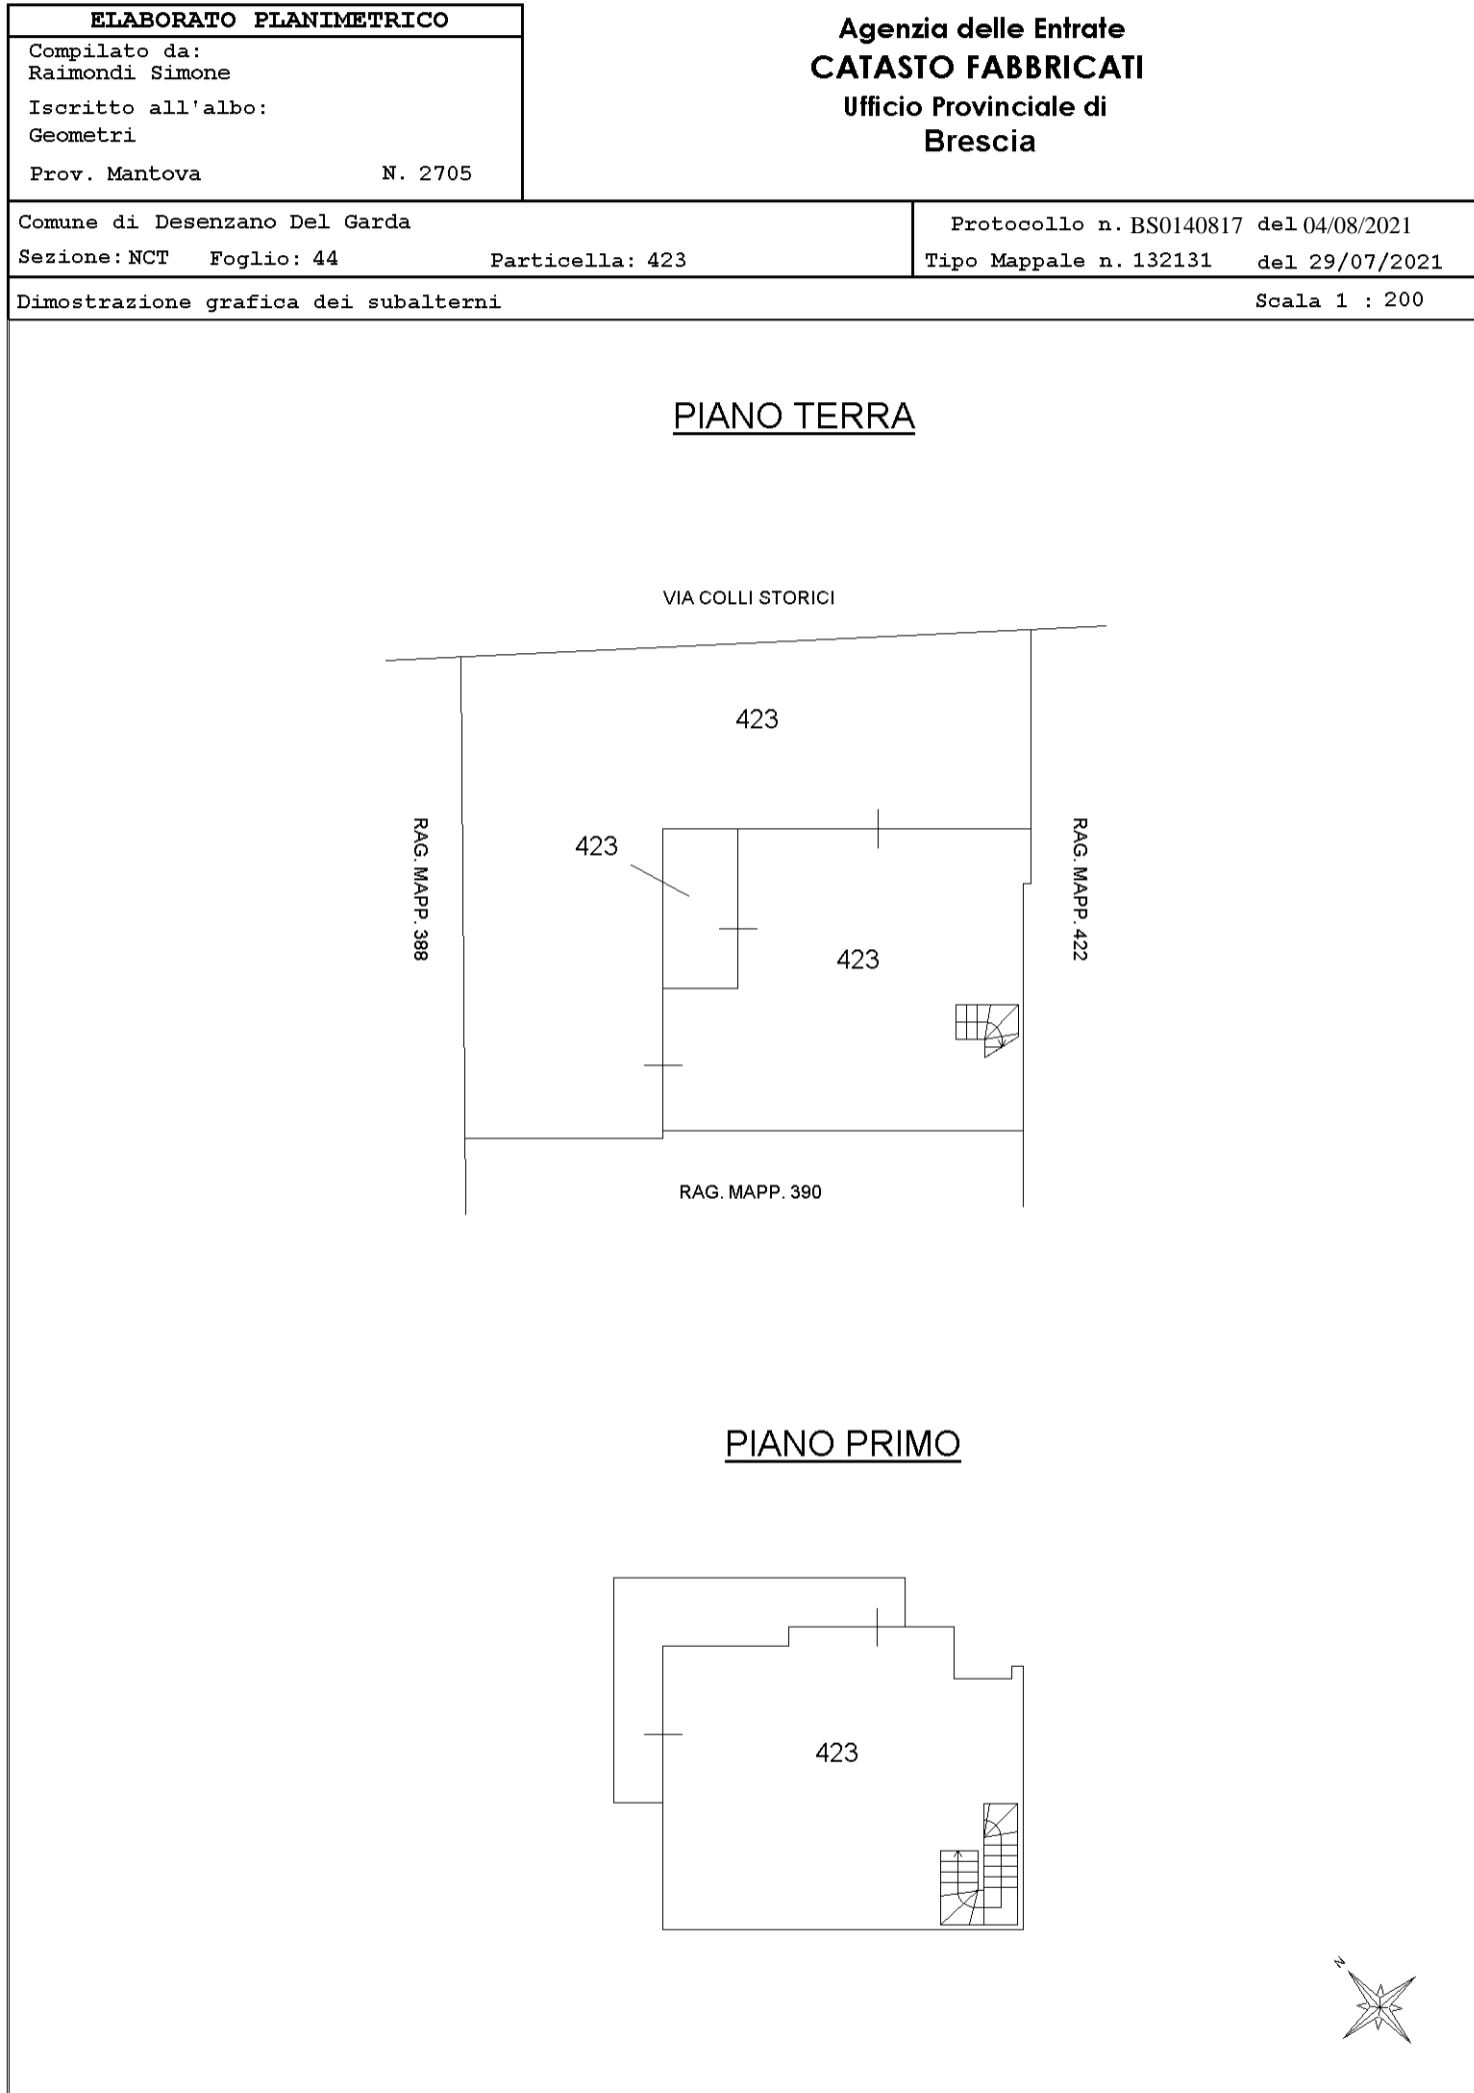 ELABORATO PLANIMETRICO
Compilato da:
Raimondi Simone
Iscritto all'albo:
Geometri
Prov. Mantova N. 2705
Agenzia delle Entrate
CATASTO FABBRICATI
Ufficio Provinciale di
Brescia
Comune di Desenzano Del Garda
Sezione: NCT Foglio: 44 Particella: 423
Protocollo n. BS0140817 del 04/08/2021
Tipo Mappale n. 132131 del 29/07/2021
Dimostrazione grafica dei subalterni Scala 1 : 200
PIANO TERRA
VIA COLLI STORICI
423
423
RAG. MAPP. 388
RAG. MAPP. 422
423
RAG. MAPP. 390
PIANO PRIMO
423
N